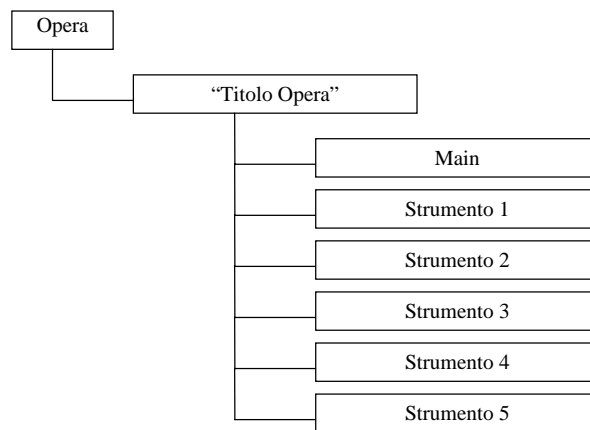 Opera
“Titolo Opera”
Main
Strumento 1
Strumento 2
Strumento 3
Strumento 4
Strumento 5